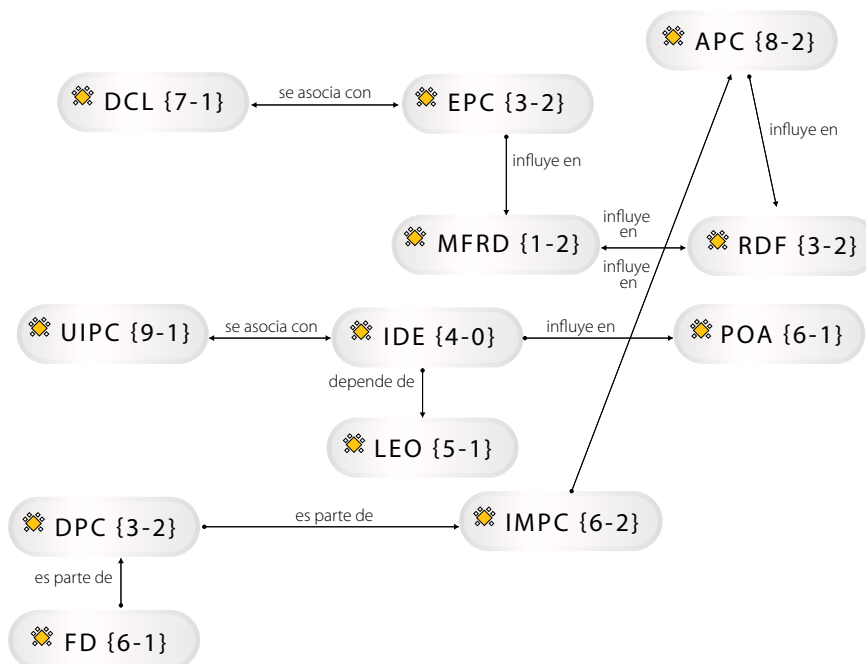 APC {8-2}
DCL {7-1}
se asocia con
EPC {3-2}
influye en
influye en
MFRD {1-2}
influye
en
influye
en
RDF {3-2}
UIPC {9-1}
se asocia con
IDE {4-0}
influye en
POA {6-1}
depende de
LEO {5-1}
DPC {3-2}
es parte de
IMPC {6-2}
es parte de
FD {6-1}